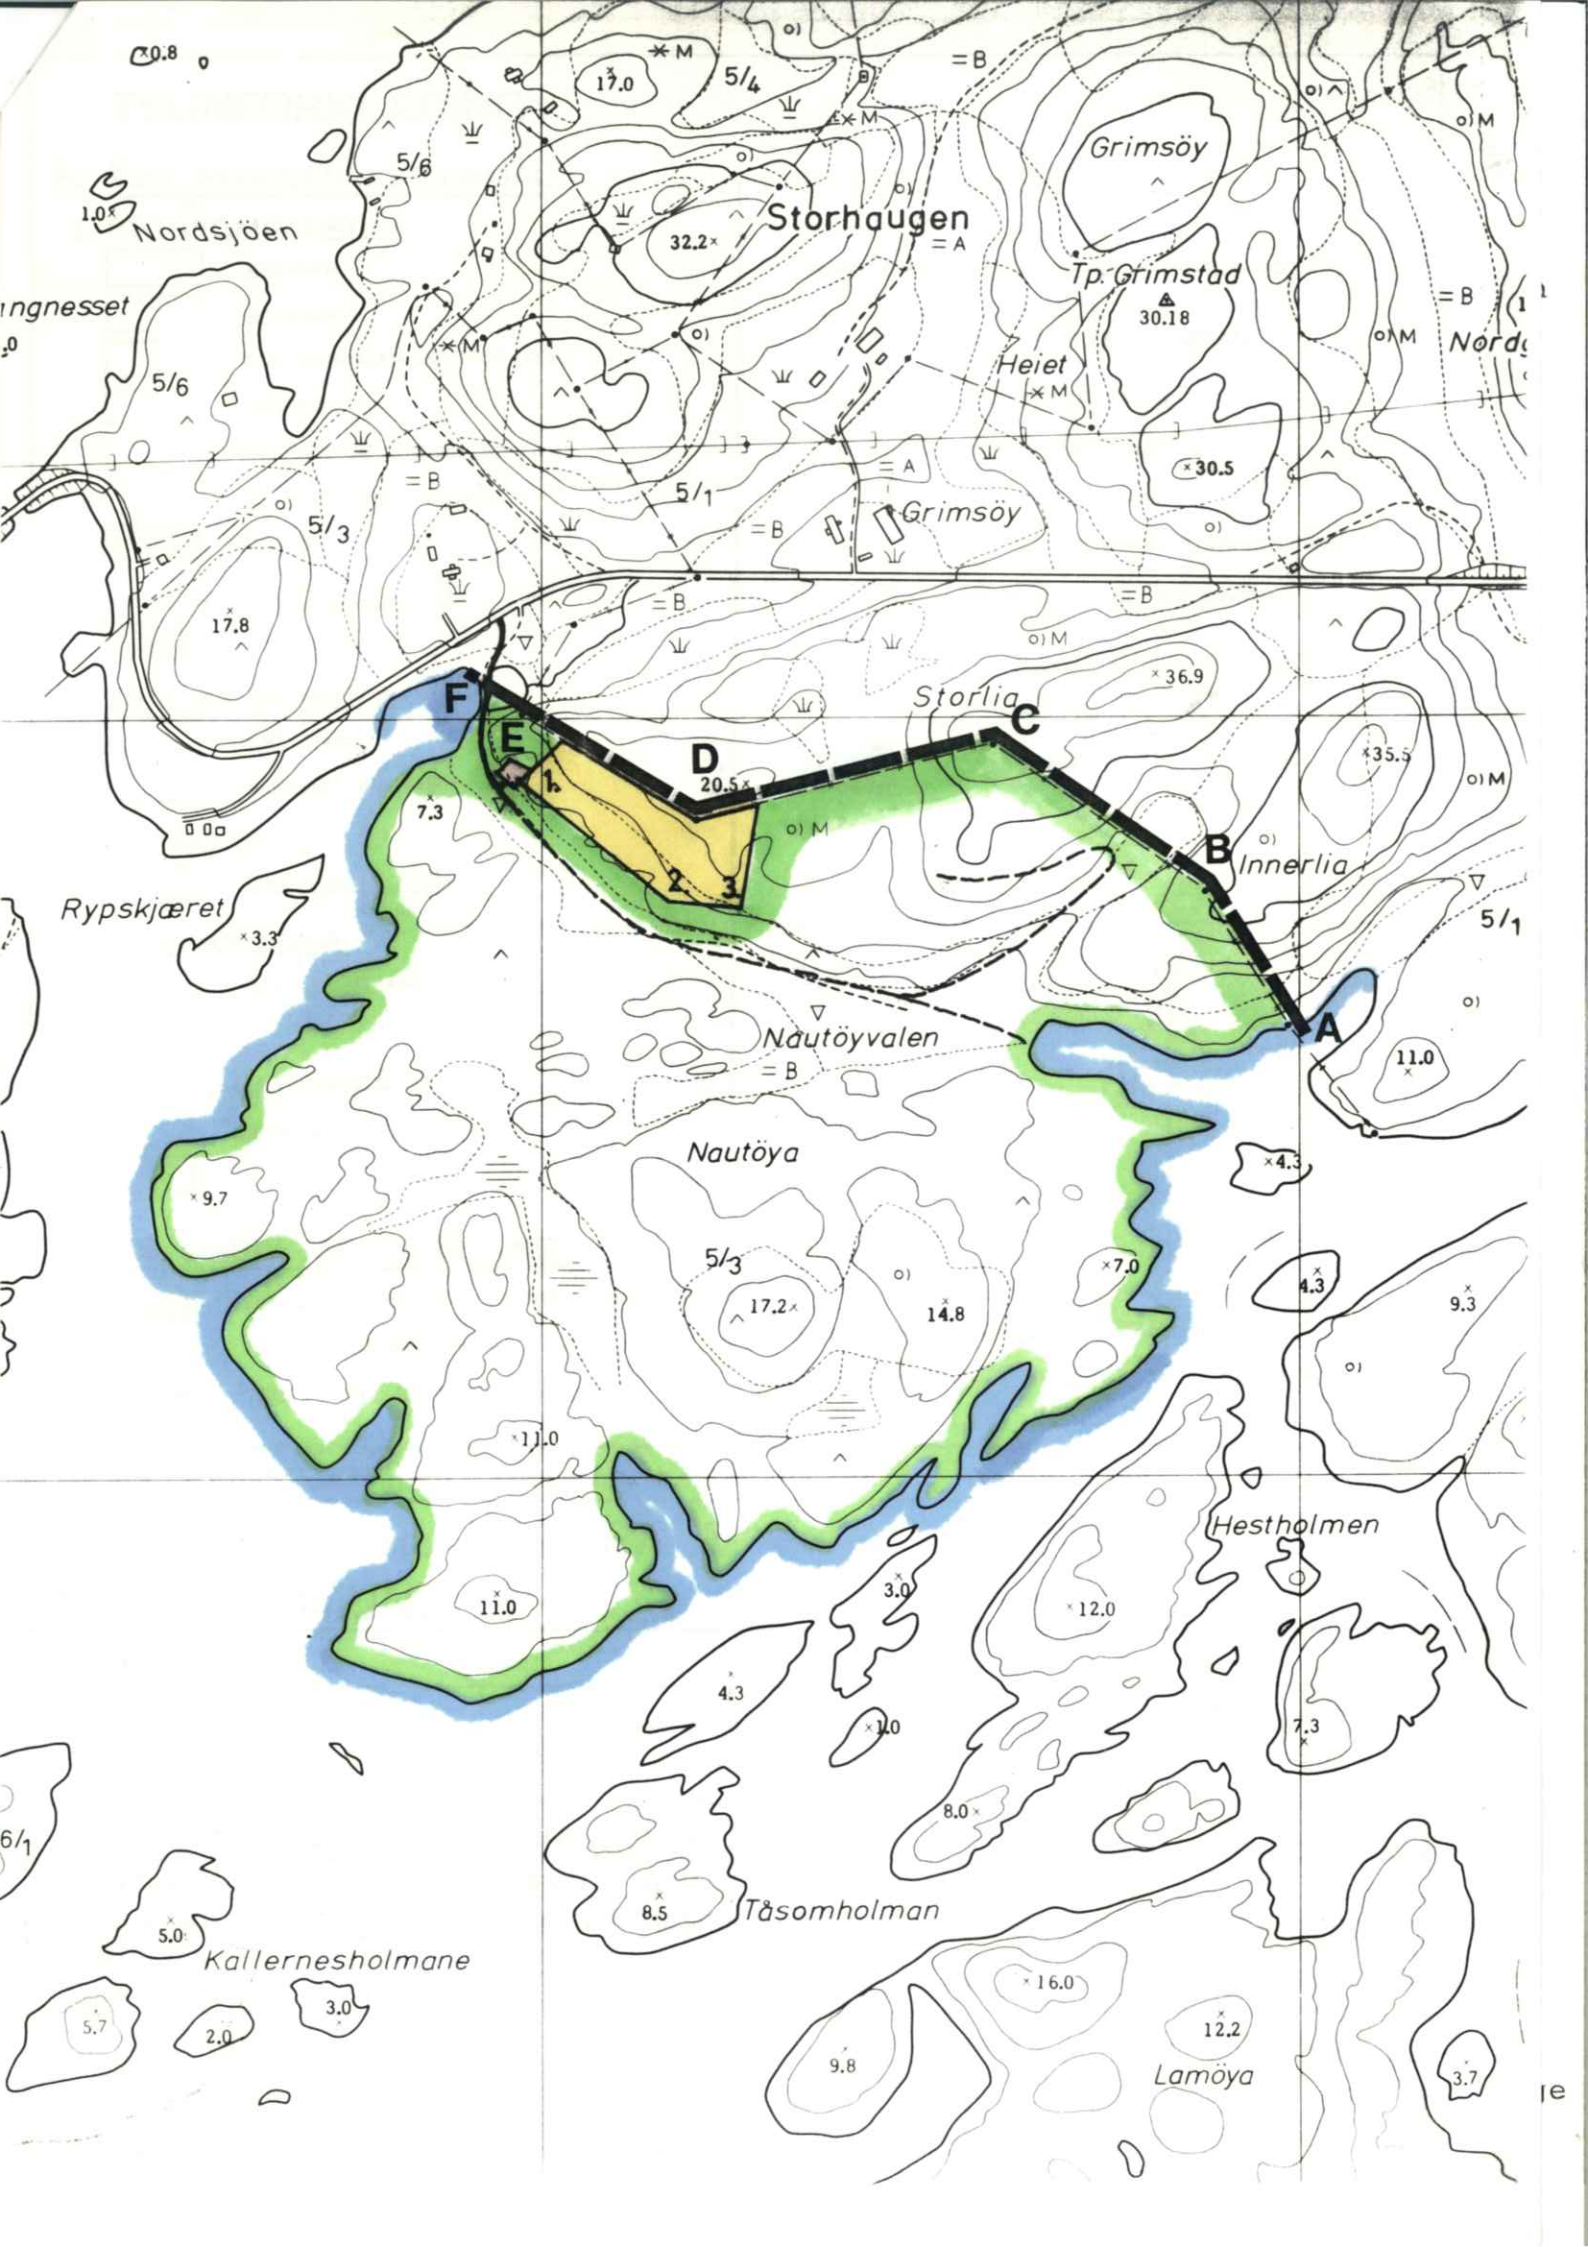 0.8
17.0
M
5/4
o)
= B
M
o)
o) M
5/6
o)
Grimsöy
1.0
Nordsjöen
32.2
o)
Storhaugen
= A
Tp. Grimstad
30.18
= B
M
o)
o) M
Heiet
M
5/6
30.5
= A
= B
5/1
o)
5/3
= B
Grimsöy
o)
17.8
= B
= B
o) M
36.9
F
Storlia
C
E
D
35.5
1.
20.5
o) M
7.3
o) M
B
o)
Innerlia
2.
3.
Rypskjæret
3.3
5/1
o)
A
Nautöyvalen
= B
11.0
Nautöya
4.3
9.7
5/3
o)
7.0
4.3
17.2
14.8
9.3
o)
11.0
Hestholmen
3.0
11.0
12.0
4.3
1.0
7.3
8.0
6/1
8.5
Tåsomholman
5.0
Kallernesholmane
16.0
3.0
5.7
2.0
12.2
9.8
Lamöya
3.7